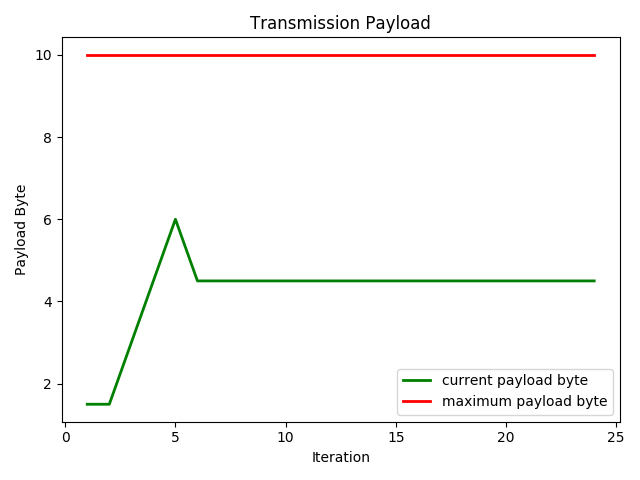 Transmission Payload
Payload Byte
10
8
6
4
2
0
5
10
15
20
25
Iteration
current payload byte
maximum payload byte